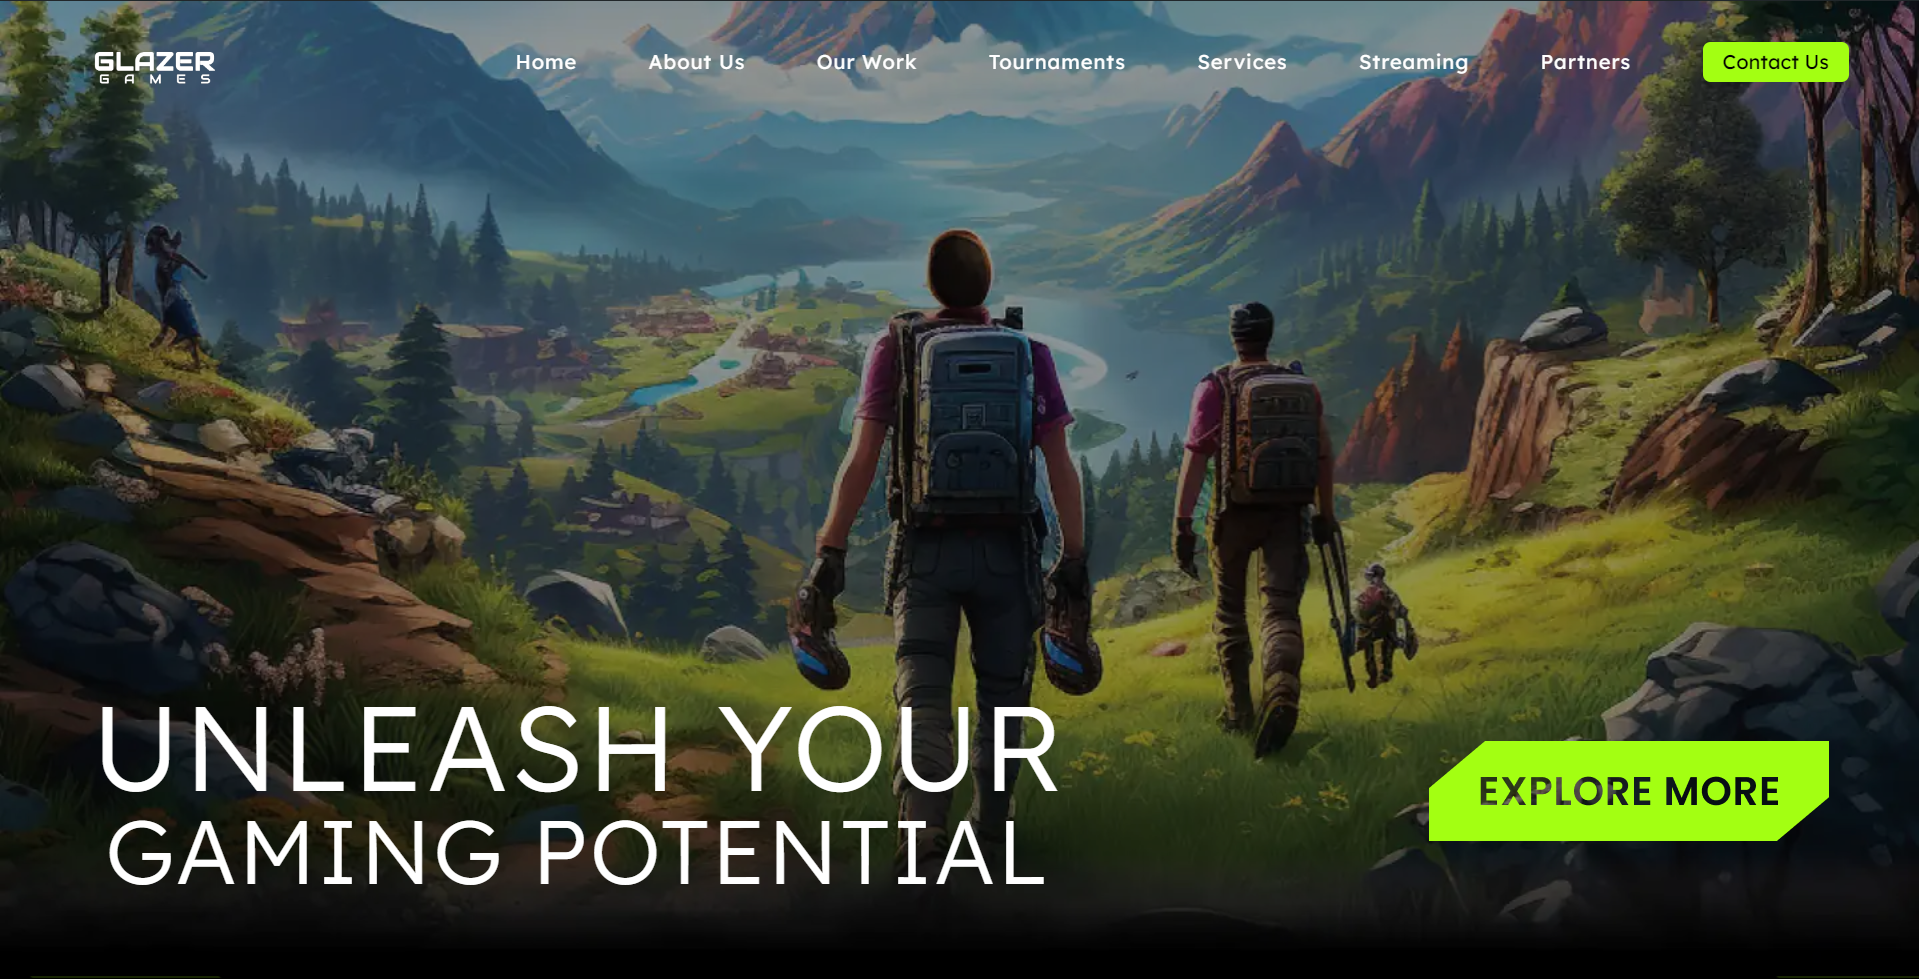 GLAZER
GAMES
Home
About Us
Our Work
Tournaments
Services
Streaming
Partners
Contact Us
UNLEASH YOUR
GAMING POTENTIAL
EXPLORE MORE